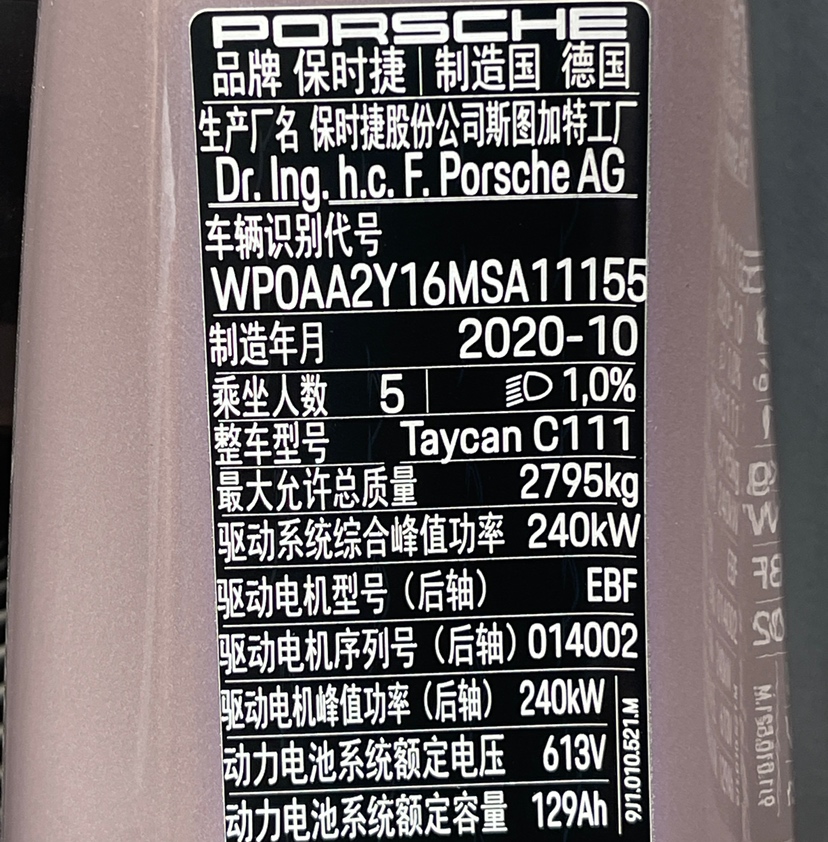 PORSCHE
品牌 保时捷 | 制造国 德国
生产厂名 保时捷股份公司斯图加特工厂
Dr. Ing. h.c. F. Porsche AG
车辆识别代号
WP0AA2Y16MSA11155
制造年月 2020-10
乘坐人数 5 | 1,0%
整车型号 Taycan C111
最大允许总质量 2795kg
驱动系统综合峰值功率 240kW
驱动电机型号（后轴） EBF
驱动电机序列号（后轴）014002
驱动电机峰值功率（后轴） 240kW
动力电池系统额定电压 613V
动力电池系统额定容量 129Ah
9J1.010.521.M